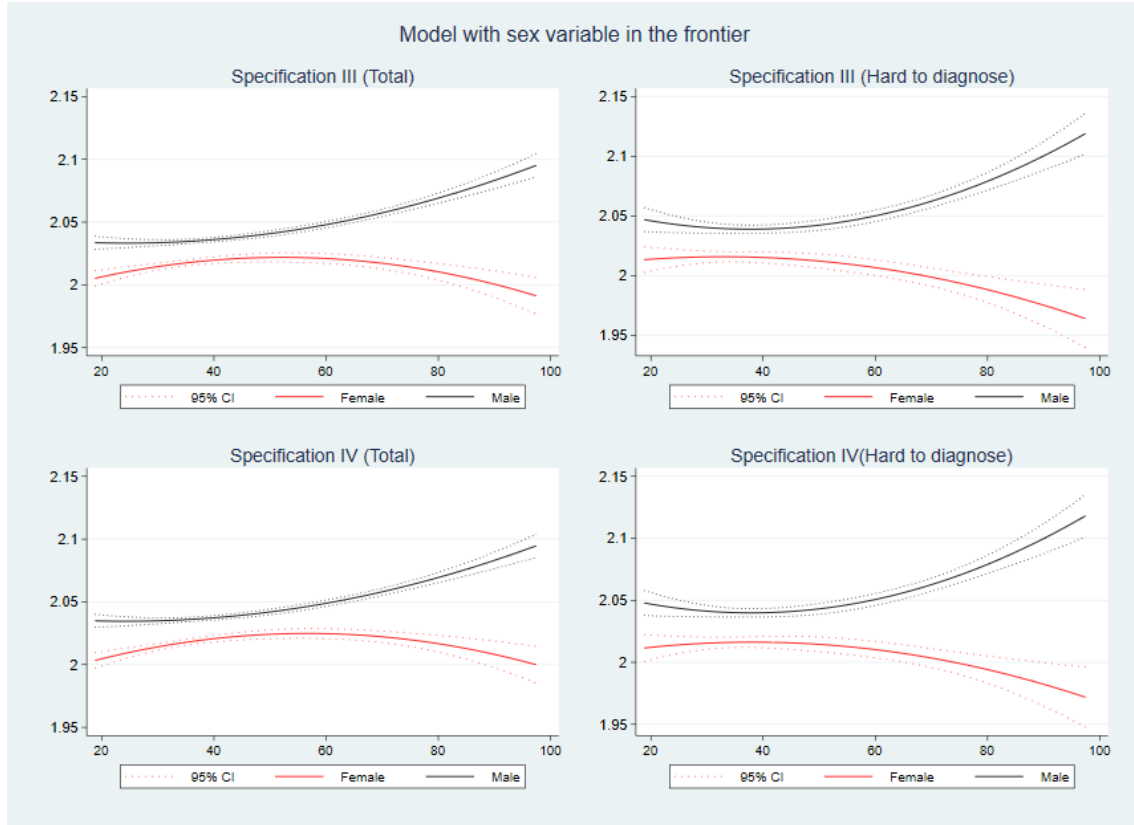 Model with sex variable in the frontier
Specification III (Total)
2.15
2.1
2.05
2
1.95
20 40 60 80 100
95% CI Female Male
Specification III (Hard to diagnose)
2.15
2.1
2.05
2
1.95
20 40 60 80 100
95% CI Female Male
Specification IV (Total)
2.15
2.1
2.05
2
1.95
20 40 60 80 100
95% CI Female Male
Specification IV(Hard to diagnose)
2.15
2.1
2.05
2
1.95
20 40 60 80 100
95% CI Female Male